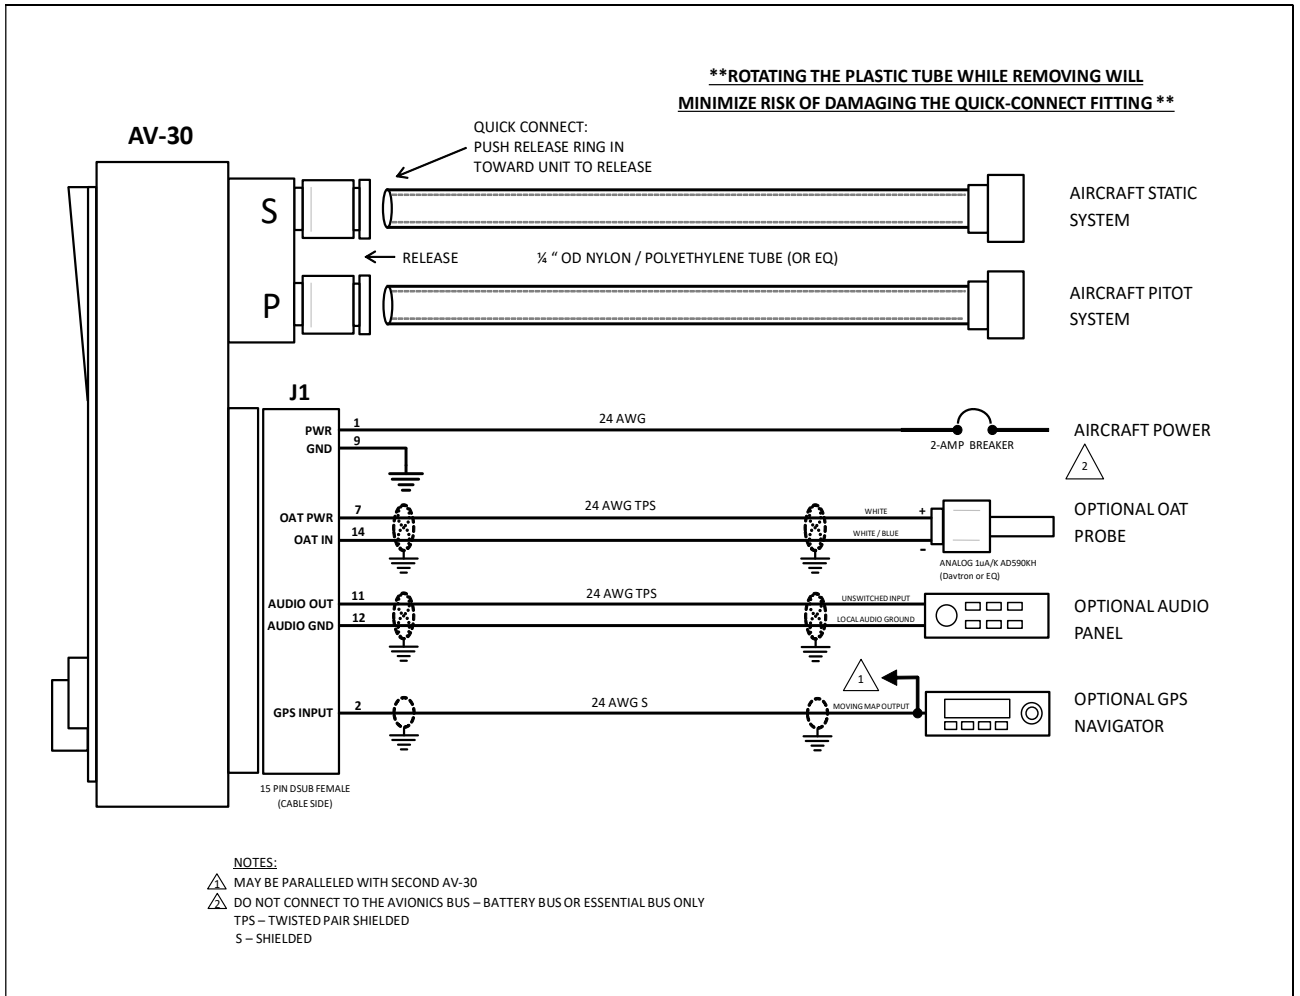 **ROTATING THE PLASTIC TUBE WHILE REMOVING WILL
MINIMIZE RISK OF DAMAGING THE QUICK-CONNECT FITTING **
AV-30
QUICK CONNECT:
PUSH RELEASE RING IN
TOWARD UNIT TO RELEASE
S
AIRCRAFT STATIC
SYSTEM
RELEASE
¼ “ OD NYLON / POLYETHYLENE TUBE (OR EQ)
P
AIRCRAFT PITOT
SYSTEM
J1
PWR
1
24 AWG
2-AMP BREAKER
AIRCRAFT POWER
2
GND
9
OAT PWR
7
24 AWG TPS
WHITE
+
OPTIONAL OAT
PROBE
OAT IN
14
WHITE / BLUE
-
ANALOG 1uA/K AD590KH
(Davtron or EQ)
AUDIO OUT
11
24 AWG TPS
UNSWITCHED INPUT
OPTIONAL AUDIO
PANEL
AUDIO GND
12
LOCAL AUDIO GROUND
1
GPS INPUT
2
24 AWG S
MOVING MAP OUTPUT
OPTIONAL GPS
NAVIGATOR
15 PIN DSUB FEMALE
(CABLE SIDE)
NOTES:
1 MAY BE PARALLELED WITH SECOND AV-30
2 DO NOT CONNECT TO THE AVIONICS BUS – BATTERY BUS OR ESSENTIAL BUS ONLY
TPS – TWISTED PAIR SHIELDED
S – SHIELDED